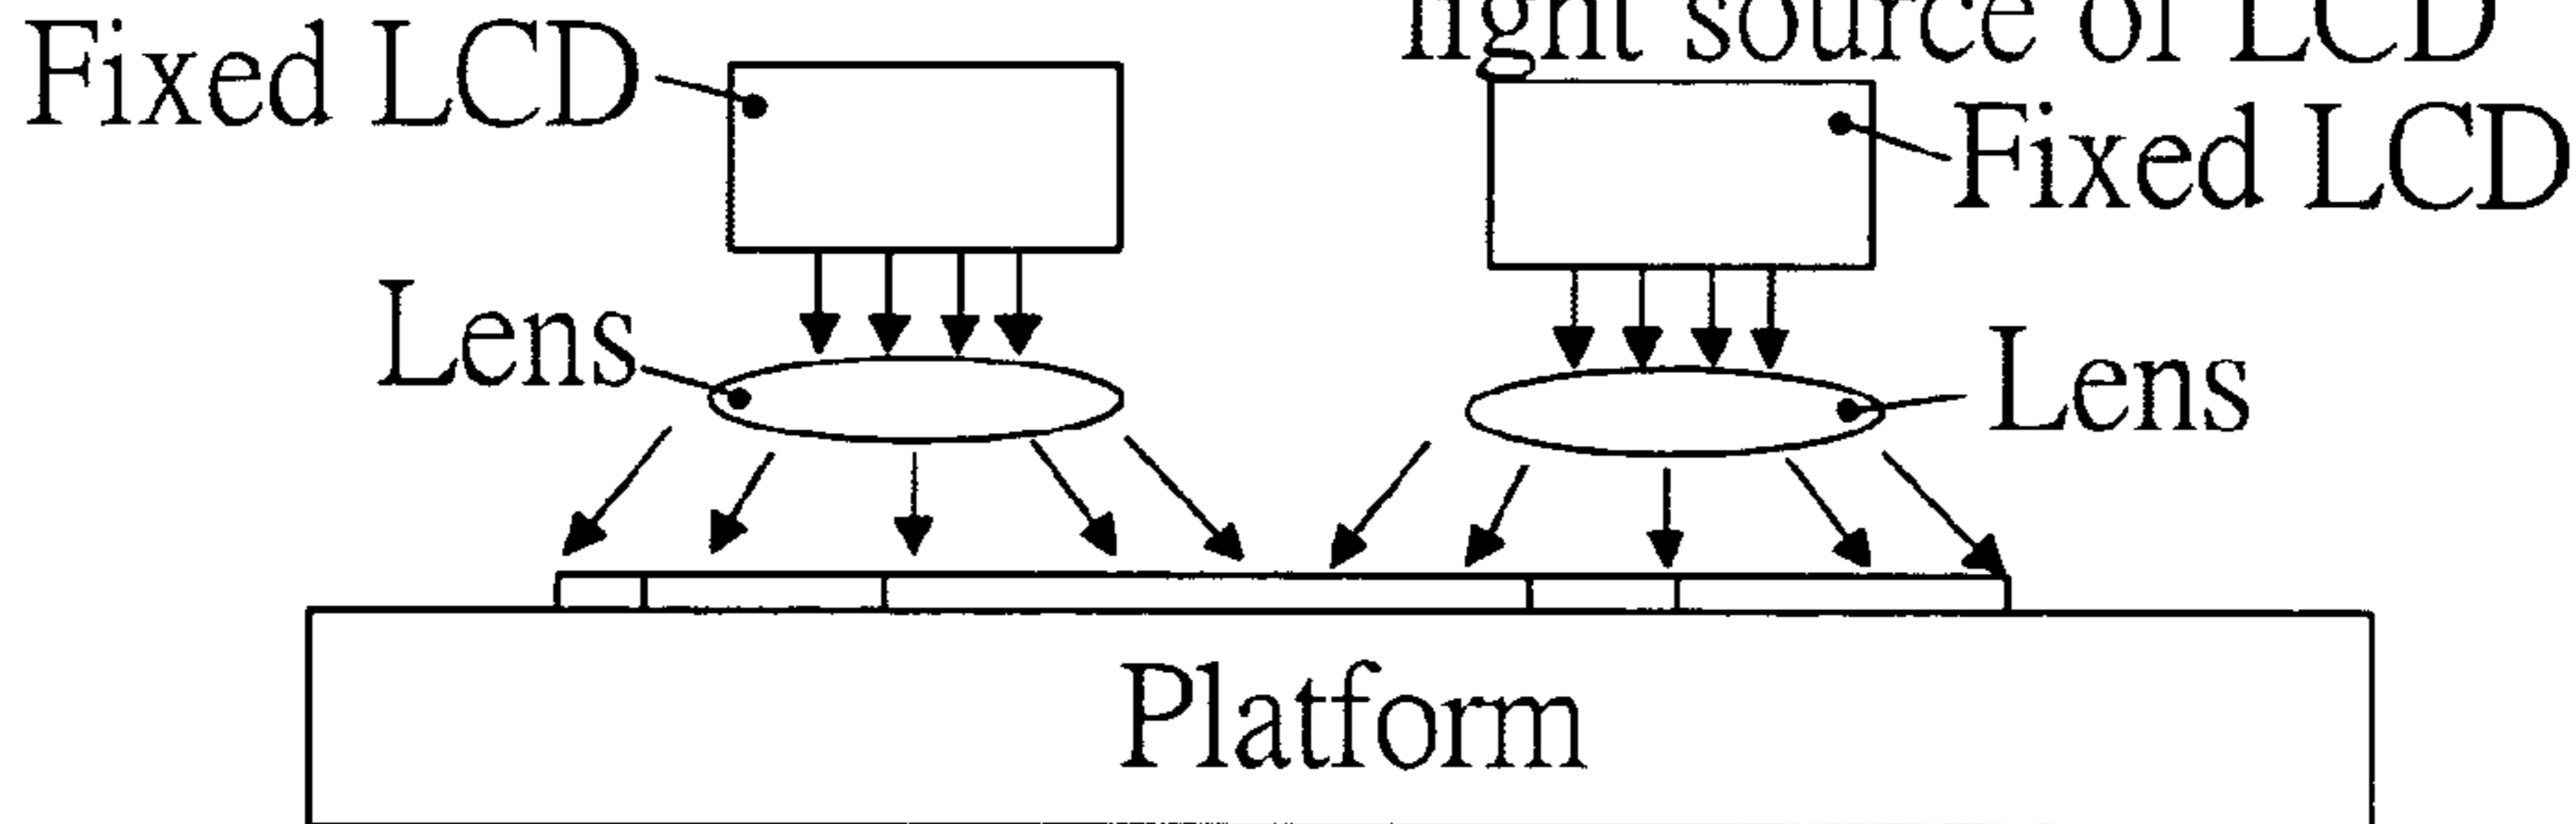 light source of LCD
Fixed LCD
Fixed LCD
Lens
Lens
Platform